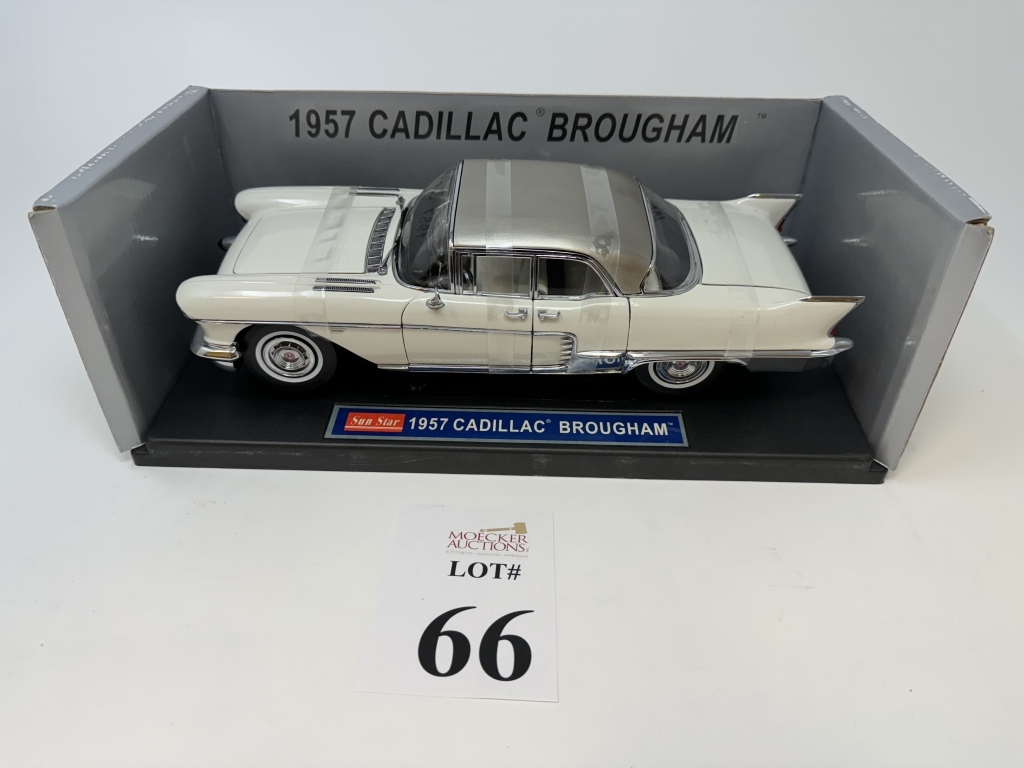 1957 CADILLAC® BROUGHAM™
Sun Star 1957 CADILLAC® BROUGHAM™
MOECKER
AUCTIONS
LOT#
66